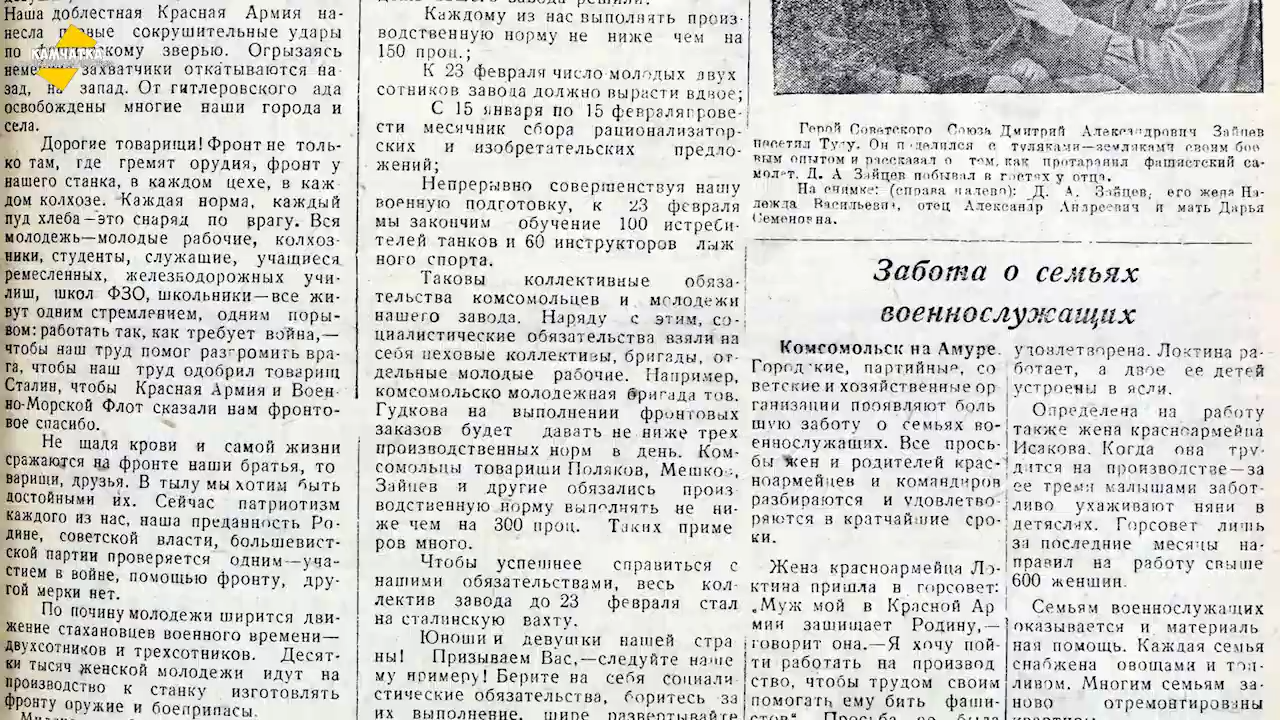 Наша доблестная Красная Армия на-
несла первые сокрушительные удары
по кому зверью. Огрызаясь
захватчики откатываются на-
зад, на запад. От гитлеровского ада
освобождены многие наши города и
села.
Дорогие товарищи! Фронт не толь-
ко там, где гремят орудия, фронт у
нашего станка, в каждом цехе, в каж
дом колхозе. Каждая норма, каждый
пуд хлеба—это снаряд по врагу. Вся
молодежь—молодые рабочие, колхоз-
ники, студенты, служащие, учащиеся
ремесленных, железнодорожных учи-
лищ, школ ФЗО, школьники—все жи-
вут одним стремлением, одним поры-
вом: работать так, как требует война,—
чтобы наш труд помог разгромить вра-
га, чтобы наш труд одобрил товарищ
Сталин, чтобы Красная Армия и Воен-
но-Морской Флот сказали нам фронто-
вое спасибо.
Не щадя крови и самой жизни
сражаются на фронте наши братья, то
варищи, друзья. В тылу мы хотим быть
достойными их. Сейчас патриотизм
каждого из нас, наша преданность Ро-
дине, советской власти, большевист-
ской партии проверяется одним—уча-
стием в войне, помощью фронту, дру-
гой мерки нет.
По почину молодежи ширится дви-
жение стахановцев военного времени—
двухсотников и трехсотников. Десят-
ки тысяч женской молодежи идут на
производство к станку изготовлять
фронту оружие и боеприпасы.
КАМЧАТКА
Каждому из нас выполнять произ-
водственную норму не ниже чем на
150 проц.;
К 23 февраля число молодых двух
сотников завода должно вырасти вдвое;
С 15 января по 15 февраля прове-
сти месячник сбора рационализатор-
ских и изобретательских предло-
жений;
Непрерывно совершенствуя нашу
военную подготовку, к 23 февраля
мы закончим обучение 100 истреби-
телей танков и 60 инструкторов лыж
ного спорта.
Таковы коллективные обяза-
тельства комсомольцев и молодежи
нашего завода. Наряду с этим, со-
циалистические обязательства взяли на
себя цеховые коллективы, бригады, от-
дельные молодые рабочие. Например,
комсомольско молодежная бригада тов.
Гудкова на выполнении фронтовых
заказов будет давать не ниже трех
производственных норм в день. Ком-
сомольцы товарищи Поляков, Мешков,
Зайцев и другие обязались произ-
водственную норму выполнять не ни-
же чем на 300 проц. Таких приме
ров много.
Чтобы успешнее справиться с
нашими обязательствами, весь кол-
лектив завода до 23 февраля стал
на сталинскую вахту.
Юноши и девушки нашей стра
ны! Призываем Вас,—следуйте наше
му примеру! Берите на себя социали
стические обязательства, боритесь за
их выполнение, шире развертывайте
Герой Советского Союза Дмитрий Александрович Зайцев
посетил Тулу. Он поделился с туляками—земляками своим бое
вым опытом и рассказал о том, как протаранил фашистский са-
молет. Д. А. Зайцев побывал в гостях у отца.
На снимке: (справа налево): Д. А. Зайцев, его жена На-
дежда Васильевна, отец Александр Андреевич и мать Дарья
Семеновна.
Забота о семьях
военнослужащих
Комсомольск на Амуре.
Городские, партийные, со
ветские и хозяйственные ор
ганизации проявляют боль
шую заботу о семьях во-
еннослужащих. Все прось-
бы жен и родителей крас-
ноармейцев и командиров
разбираются и удовлетво-
ряются в кратчайшие сро-
ки.
Жена красноармейца Ло-
ктина пришла в горсовет:
„Муж мой в Красной Ар
мии защищает Родину,—
говорит она.—Я хочу пой-
ти работать на производ
ство, чтобы трудом своим
помогать ему бить фаши-
стов". Просьба ее была
удовлетворена. Локтина ра-
ботает, а двое ее детей
устроены в ясли.
Определена на работу
также жена красноармейца
Исакова. Когда она тру-
дится на производстве—за
ее тремя малышами забот-
ливо ухаживают няни в
детяслях. Горсовет лишь
за последние месяцы на-
правил на работу свыше
600 женщин.
Семьям военнослужащих
оказывается и материаль
ная помощь. Каждая семья
снабжена овощами и топ-
ливом. Многим семьям за-
ново отремонтированы